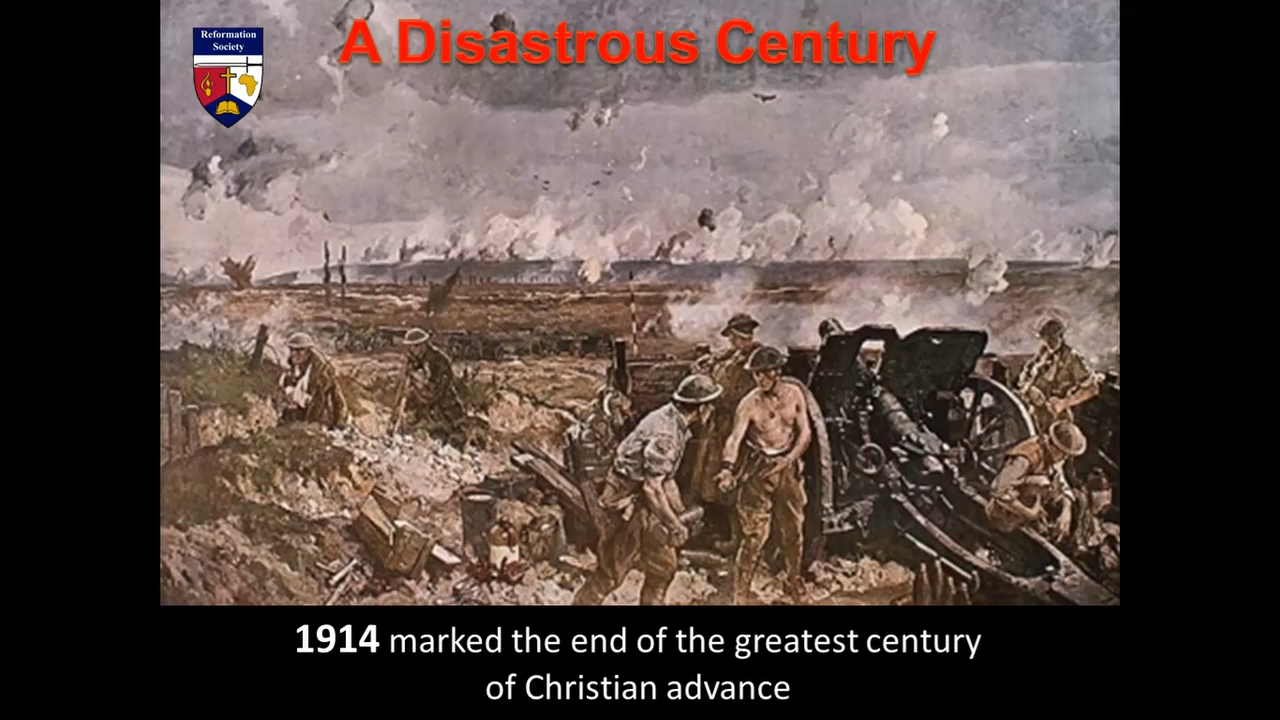 A Disastrous Century
Reformation
Society
1914 marked the end of the greatest century
of Christian advance